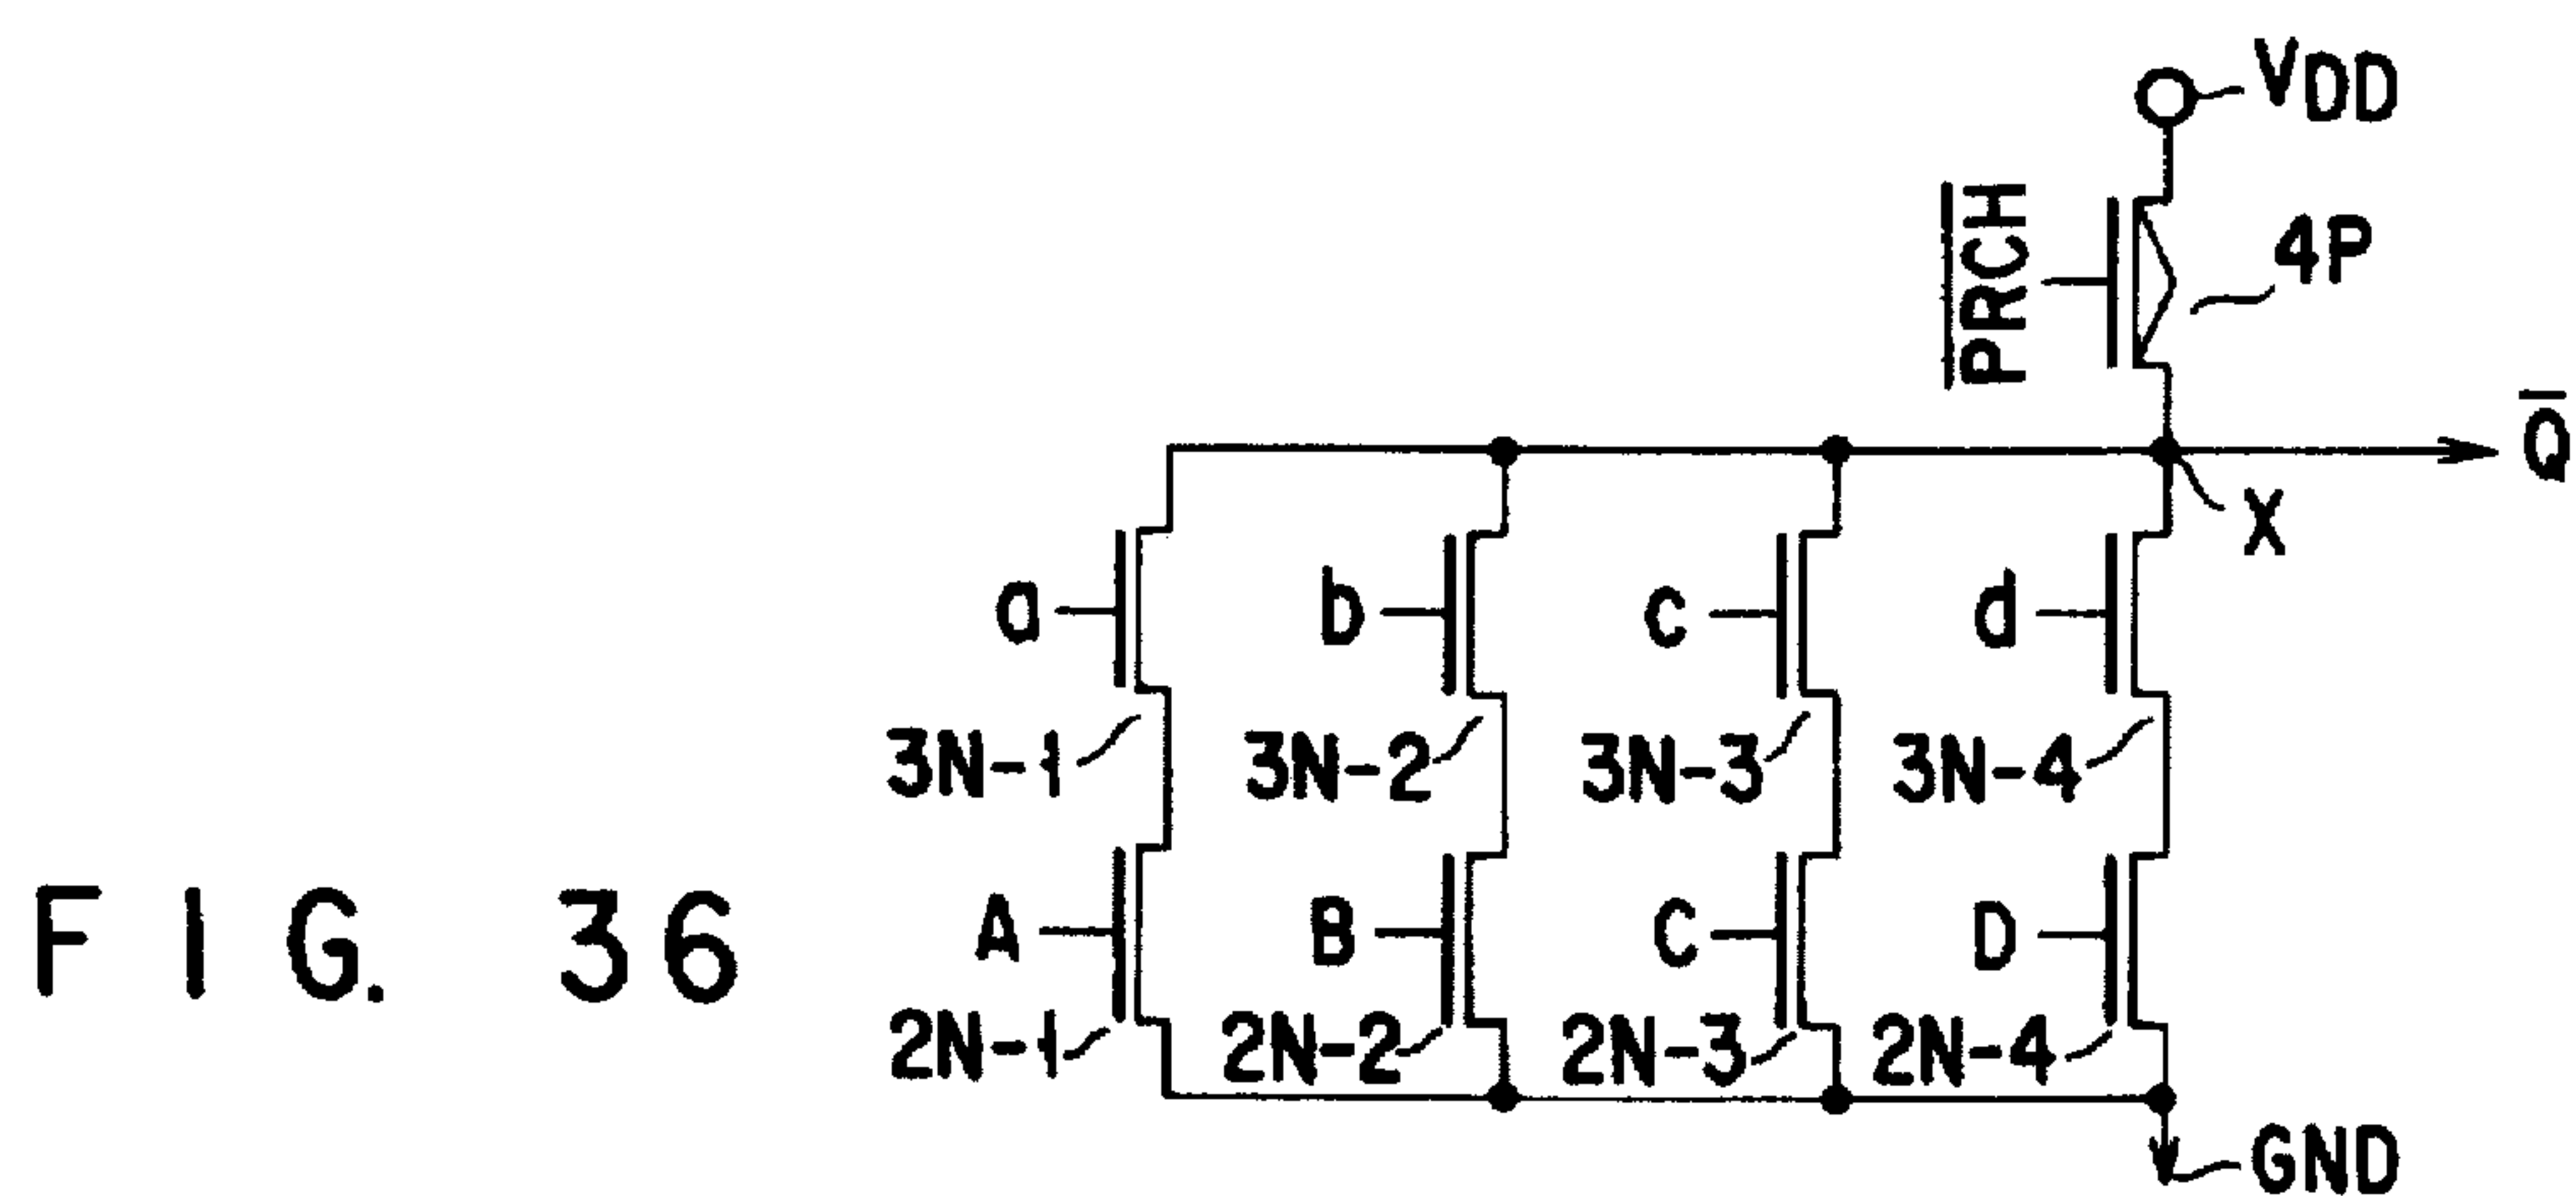 VDD
PRCH
4P
Q̅
X
a
b
c
d
3N-1
3N-2
3N-3
3N-4
A
B
C
D
2N-1
2N-2
2N-3
2N-4
GND
FIG. 36